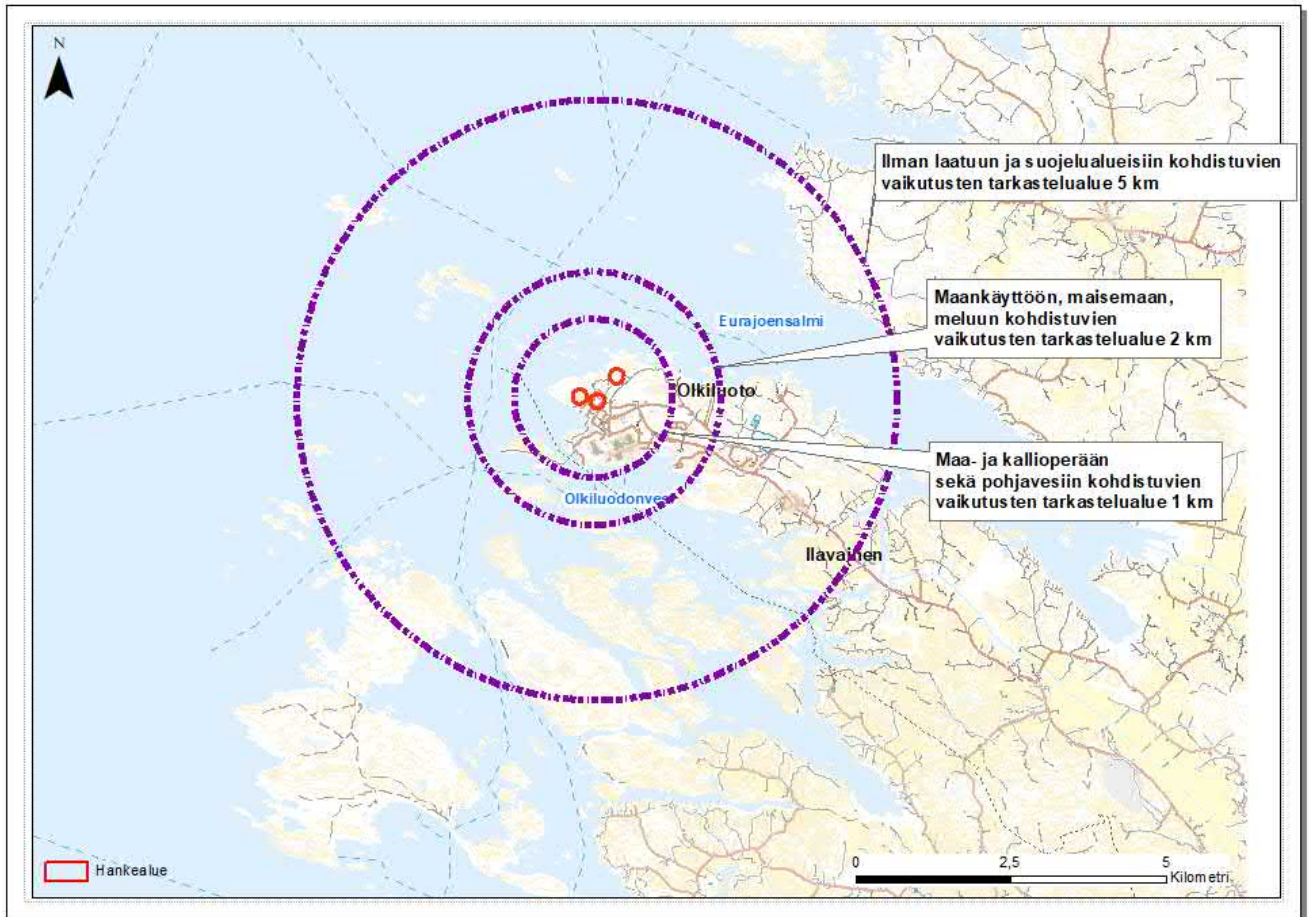 N
Ilman laatuun ja suojelualueisiin kohdistuvien
vaikutusten tarkastelualue 5 km
Maankäyttöön, maisemaan,
meluun kohdistuvien
vaikutusten tarkastelualue 2 km
Eurajoensalmi
Olkiluoto
Maa- ja kallioperään
sekä pohjavesiin kohdistuvien
vaikutusten tarkastelualue 1 km
Olkiluodonves
Ilavainen
Hankealue
0 2,5 5
Kilometri